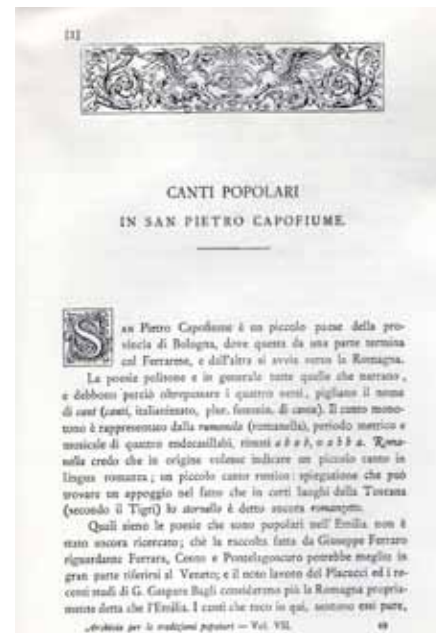 [1]
CANTI POPOLARI
IN SAN PIETRO CAPOFIUME.
SAN Pietro Capofiume è un piccolo paese della pro-
vincia di Bologna, dove questa da una parte termina
col Ferrarese, e dall'altra si avvia verso la Romagna.
La poesia polisone e in generale tutte quelle che narrano,
e debbono perciò oltrepassare i quattro versi, pigliano il nome
di cant (canti, italianizzato, plur. femmin. di canta). Il canto mono-
tono è rappresentato dalla rumanela (romanella), periodo metrico e
musicale di quattro endecasillabi, rimati a b a b, o a b b a. Roma-
nella credo che in origine volesse indicare un piccolo canto in
lingua romanza; un piccolo canto rustico: spiegazione che può
trovare un appoggio nel fatto che in certi luoghi della Toscana
(secondo il Tigri) lo stornello è detto ancora romanzetto.
Quali sieno le poesie che sono popolari nell'Emilia non è
stato ancora ricercato; chè la raccolta fatta da Giuseppe Ferraro
riguardante Ferrara, Cento e Pontelagoscuro potrebbe meglio in
gran parte riferirsi al Veneto; e il noto lavoro del Placucci ed i re-
centi studi di G. Gaspare Bagli considerano più la Romagna propria-
mente detta che l'Emilia. I canti che reco io qui, sentono essi pure,
Archivio per le tradizioni popolari — Vol. VII.